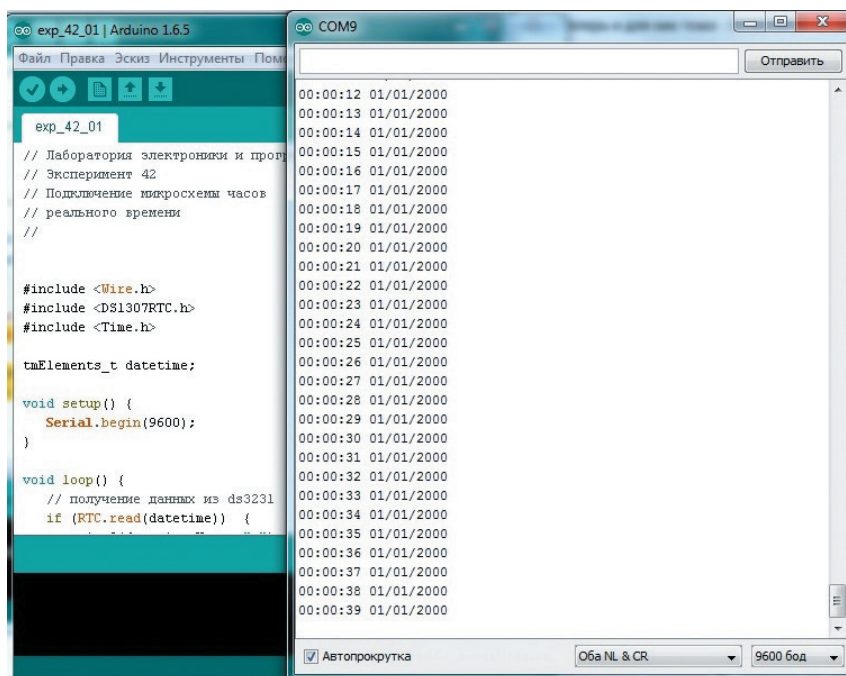 exp_42_01 | Arduino 1.6.5
Файл Правка Эскиз Инструменты
exp_42_01
// Лаборатория электроники и
// Эксперимент 42
// Подключение микросхемы часов
// реального времени
//
#include <Wire.h>
#include <DS1307RTC.h>
#include <Time.h>
tmElements_t datetime;
void setup() {
Serial.begin(9600);
}
void loop() {
// получение данных из ds3231
if (RTC.read(datetime)) {
COM9
Отправить
00:00:12 01/01/2000
00:00:13 01/01/2000
00:00:14 01/01/2000
00:00:15 01/01/2000
00:00:16 01/01/2000
00:00:17 01/01/2000
00:00:18 01/01/2000
00:00:19 01/01/2000
00:00:20 01/01/2000
00:00:21 01/01/2000
00:00:22 01/01/2000
00:00:23 01/01/2000
00:00:24 01/01/2000
00:00:25 01/01/2000
00:00:26 01/01/2000
00:00:27 01/01/2000
00:00:28 01/01/2000
00:00:29 01/01/2000
00:00:30 01/01/2000
00:00:31 01/01/2000
00:00:32 01/01/2000
00:00:33 01/01/2000
00:00:34 01/01/2000
00:00:35 01/01/2000
00:00:36 01/01/2000
00:00:37 01/01/2000
00:00:38 01/01/2000
00:00:39 01/01/2000
Автопрокрутка
Оба NL & CR
9600 бод